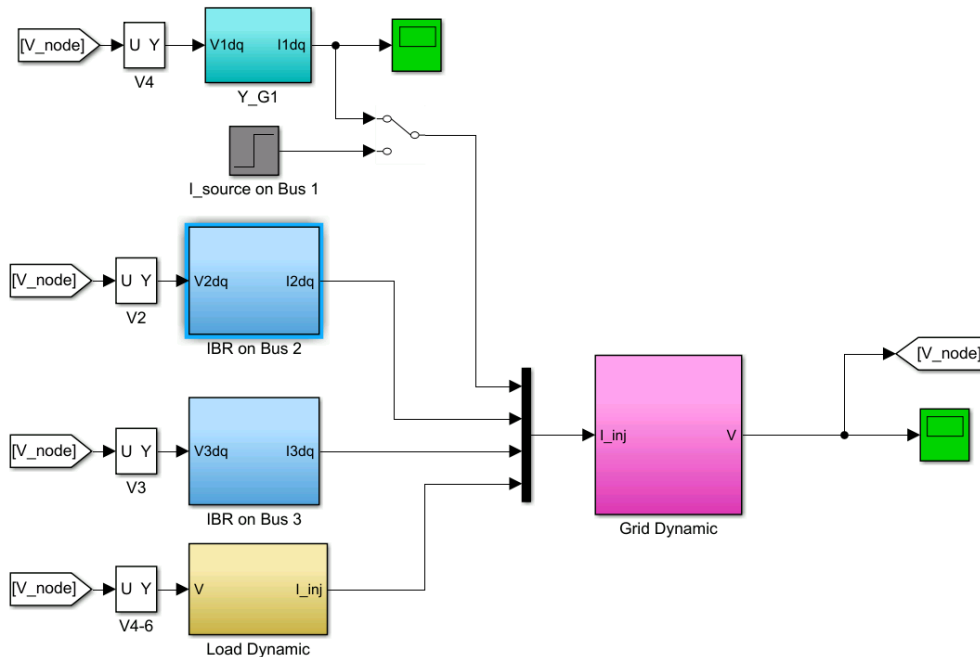 [V_node]
U Y
V4
V1dq I1dq
Y_G1
I_source on Bus 1
[V_node]
U Y
V2
V2dq I2dq
IBR on Bus 2
[V_node]
U Y
V3
V3dq I3dq
IBR on Bus 3
[V_node]
U Y
V4-6
V I_inj
Load Dynamic
I_inj V
Grid Dynamic
[V_node]